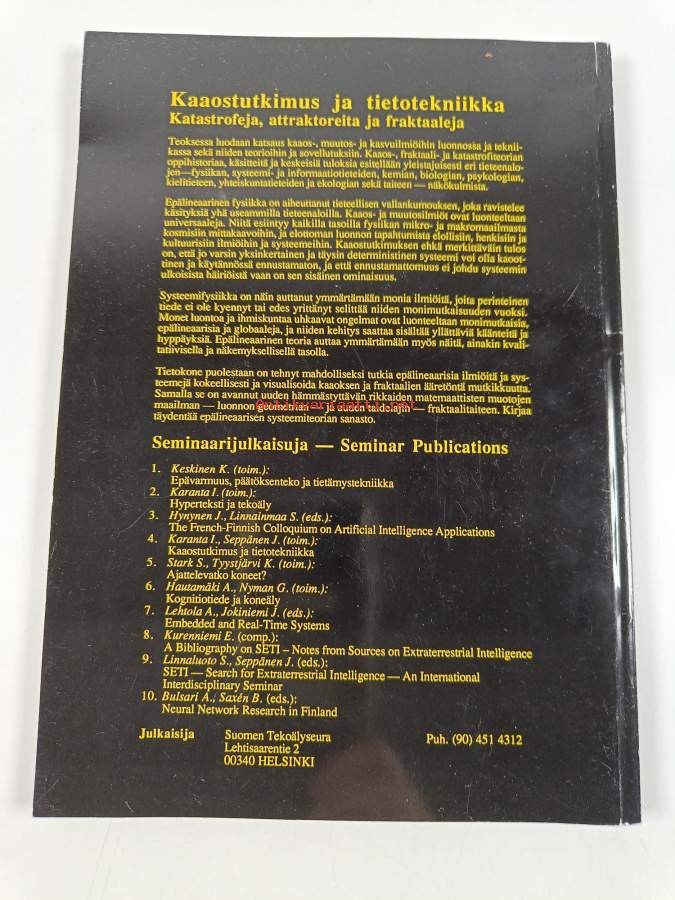 Kaaostutkimus ja tietotekniikka
Katastrofeja, attraktoreita ja fraktaaleja
Teoksessa luodaan katsaus kaaos-, muutos- ja kasvuilmiöihin luonnossa ja teknii-
kassa sekä niiden teorioihin ja sovellutuksiin. Kaaos-, fraktaali- ja katastrofiteorian
oppihistoriaa, käsitteitä ja keskeisiä tuloksia esitellään yleistajuisesti eri tieteenalo-
jen—fysiikan, systeemi- ja informaatiotieteiden, kemian, biologian, psykologian,
kielitieteen, yhteiskuntatieteiden ja ekologian sekä taiteen — näkökulmista.
Epälineaarinen fysiikka on aiheuttanut tieteellisen vallankumouksen, joka ravistelee
käsityksiä yhä useammilla tieteenaloilla. Kaaos- ja muutosilmiöt ovat luonteeltaan
universaaleja. Niitä esiintyy kaikilla tasoilla fysiikan mikro- ja makromaailmasta
kosmisiin mittakaavoihin, ja elottoman luonnon tapahtumista elollisiin, henkisiin ja
kulttuurisiin ilmiöihin ja systeemeihin. Kaaostutkimuksen ehkä merkittäväin tulos
on, että jo varsin yksinkertainen ja täysin deterministinen systeemi voi olla kaoot-
tinen ja käytännössä ennustamaton, ja että ennustamattomuus ei johdu systeemin
ulkoisista häiriöistä vaan on sen sisäinen ominaisuus.
Systeemifysiikka on näin auttanut ymmärtämään monia ilmiöitä, joita perinteinen
tiede ei ole kyennyt tai edes yrittänyt selittää niiden monimutkaisuuden vuoksi.
Monet luontoa ja ihmiskuntaa uhkaavat ongelmat ovat luonteeltaan monimutkaisia,
epälineaarisia ja globaaleja, ja niiden kehitys saattaa sisältää yllättäviä käänteitä ja
hyppäyksiä. Epälineaarinen teoria auttaa ymmärtämään myös näitä, ainakin kvali-
tatiivisella ja näkemyksellisellä tasolla.
Tietokone puolestaan on tehnyt mahdolliseksi tutkia epälineaarisia ilmiöitä ja sys-
teemejä kokeellisesti ja visualisoida kaaoksen ja fraktaalien ääretöntä mutkikkuutta.
Samalla se on avannut uuden hämmästyttävän rikkaiden matemaattisten muotojen
maailman — luonnon geometrian — ja uuden taidelajin — fraktaalitaiteen. Kirjaa
täydentää epälineaarisen systeemiteorian sanasto.
Seminaarijulkaisuja — Seminar Publications
1. Keskinen K. (toim.):
Epävarmuus, päätöksenteko ja tietämystekniikka
2. Karanta I. (toim.):
Hyperteksti ja tekoäly
3. Hynynen J., Linnainmaa S. (eds.):
The French-Finnish Colloquium on Artificial Intelligence Applications
4. Karanta I., Seppänen J. (toim.):
Kaaostutkimus ja tietotekniikka
5. Stark S., Tyystjärvi K. (toim.):
Ajattelevatko koneet?
6. Hautamäki A., Nyman G. (toim.):
Kognitiotiede ja koneäly
7. Lehtola A., Jokiniemi J. (eds.):
Embedded and Real-Time Systems
8. Kurenniemi E. (comp.):
A Bibliography on SETI – Notes from Sources on Extraterrestrial Intelligence
9. Linnaluoto S., Seppänen J. (eds.):
SETI — Search for Extraterrestrial Intelligence — An International
Interdisciplinary Seminar
10. Bulsari A., Saxén B. (eds.):
Neural Network Research in Finland
Julkaisija Suomen Tekoälyseura Puh. (90) 451 4312
Lehtisaarentie 2
00340 HELSINKI